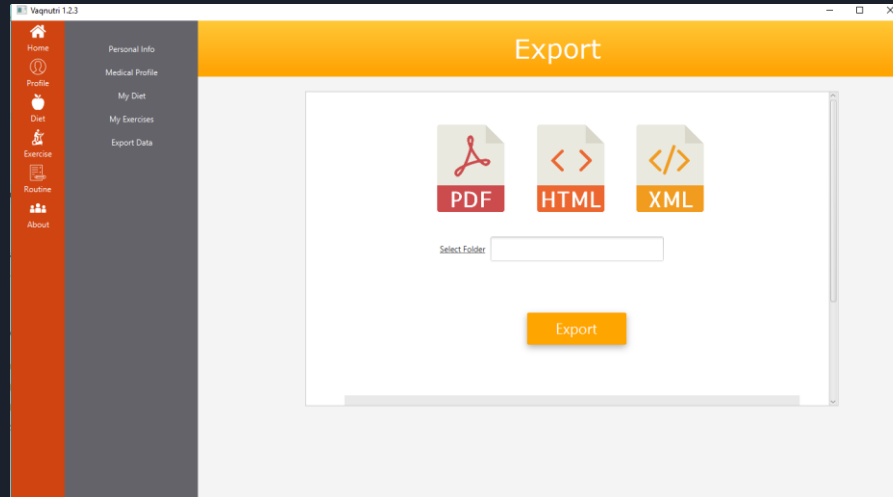 Vaqnutri 1.2.3
Home
Profile
Diet
Exercise
Routine
About
Personal Info
Medical Profile
My Diet
My Exercises
Export Data
Export
PDF
HTML
XML
Select Folder
Export